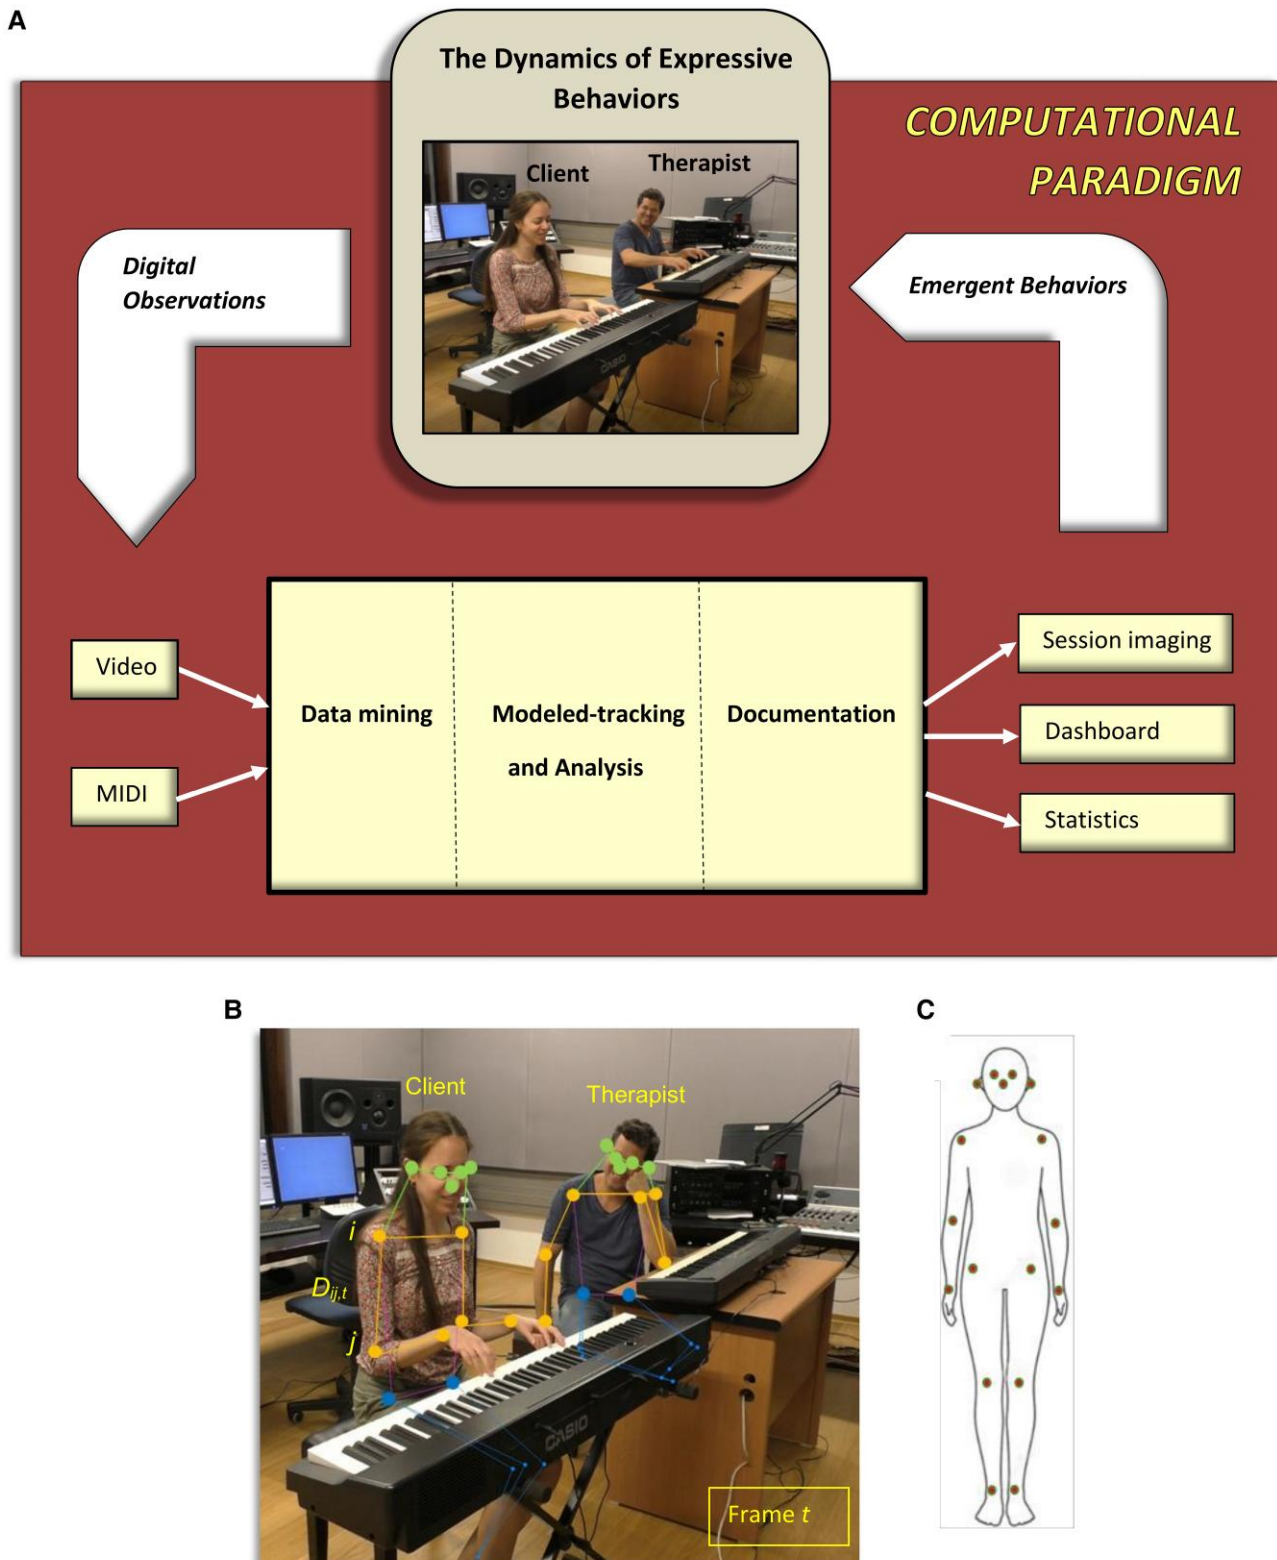 A
The Dynamics of Expressive
Behaviors
COMPUTATIONAL
PARADIGM
Client
Therapist
CASIO
Digital
Observations
Emergent Behaviors
Video
MIDI
Data mining
Modeled-tracking
and Analysis
Documentation
Session imaging
Dashboard
Statistics
B
C
Client
Therapist
i
Dij,t
j
CASIO
Frame t